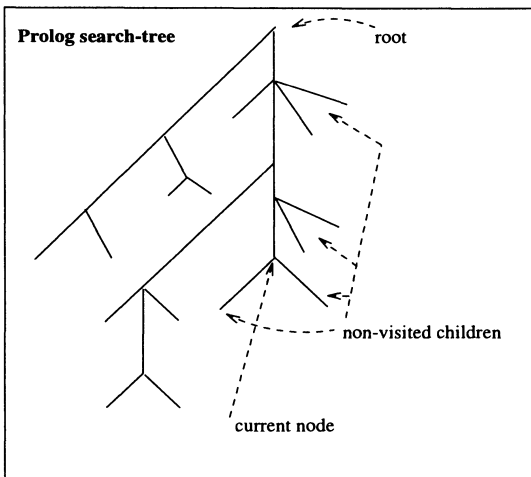 Prolog search-tree
root
non-visited children
current node